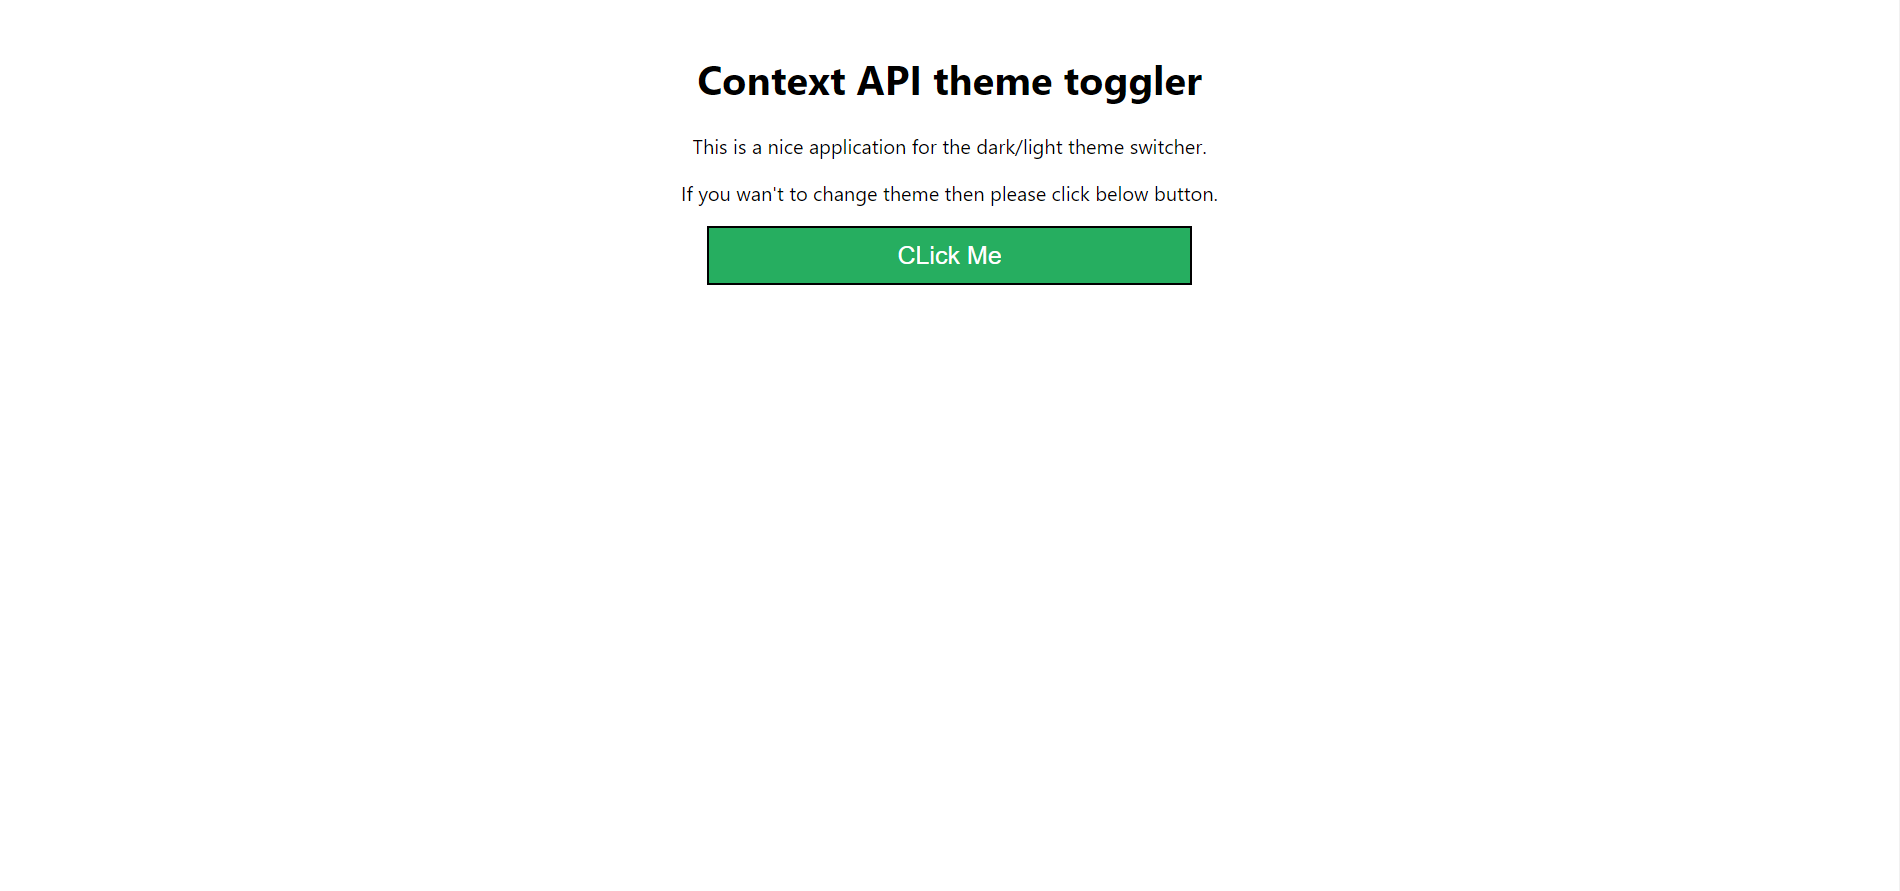 Context API theme toggler
This is a nice application for the dark/light theme switcher.
If you wan't to change theme then please click below button.
CLick Me